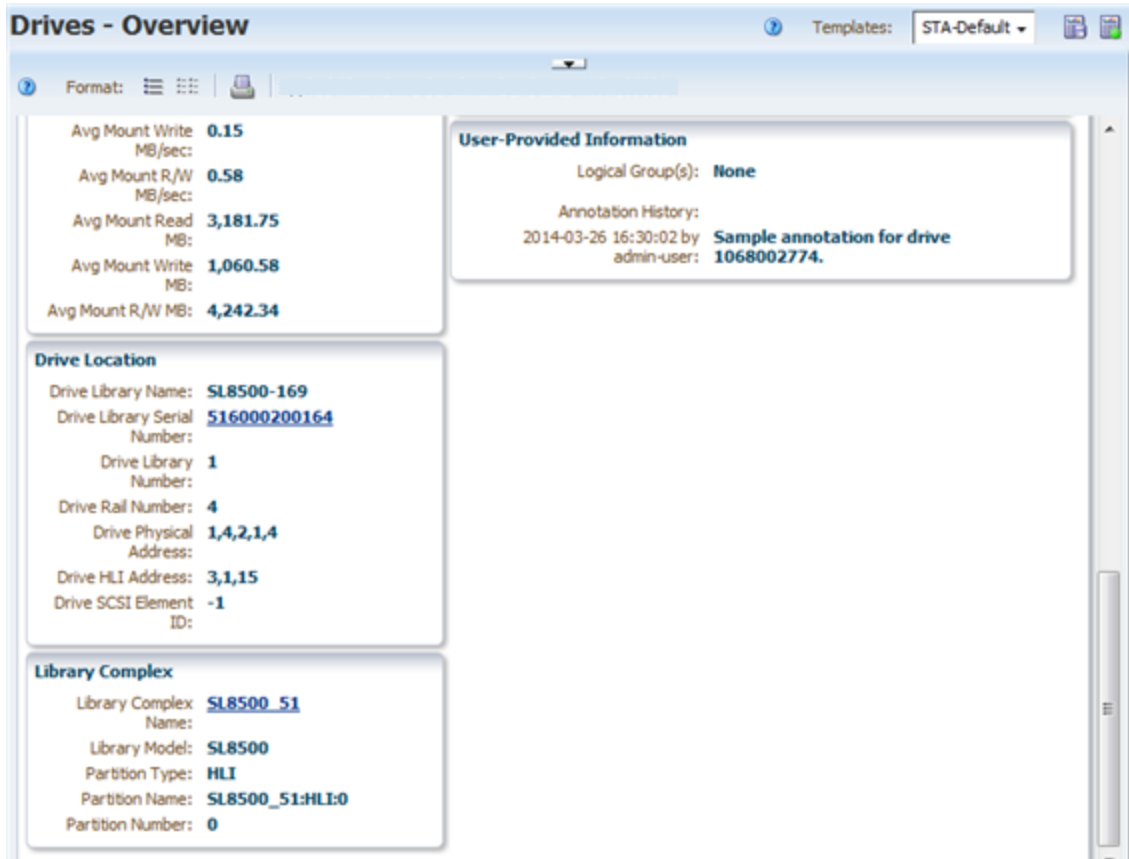 Drives - Overview
Templates: STA-Default
Format:
Avg Mount Write 0.15
MB/sec:
Avg Mount R/W 0.58
MB/sec:
Avg Mount Read 3,181.75
MB:
Avg Mount Write 1,060.58
MB:
Avg Mount R/W MB: 4,242.34
Drive Location
Drive Library Name: SL8500-169
Drive Library Serial 516000200164
Number:
Drive Library 1
Number:
Drive Rail Number: 4
Drive Physical 1,4,2,1,4
Address:
Drive HLI Address: 3,1,15
Drive SCSI Element -1
ID:
Library Complex
Library Complex SL8500_51
Name:
Library Model: SL8500
Partition Type: HLI
Partition Name: SL8500_51:HLI:0
Partition Number: 0
User-Provided Information
Logical Group(s): None
Annotation History:
2014-03-26 16:30:02 by Sample annotation for drive
admin-user: 1068002774.